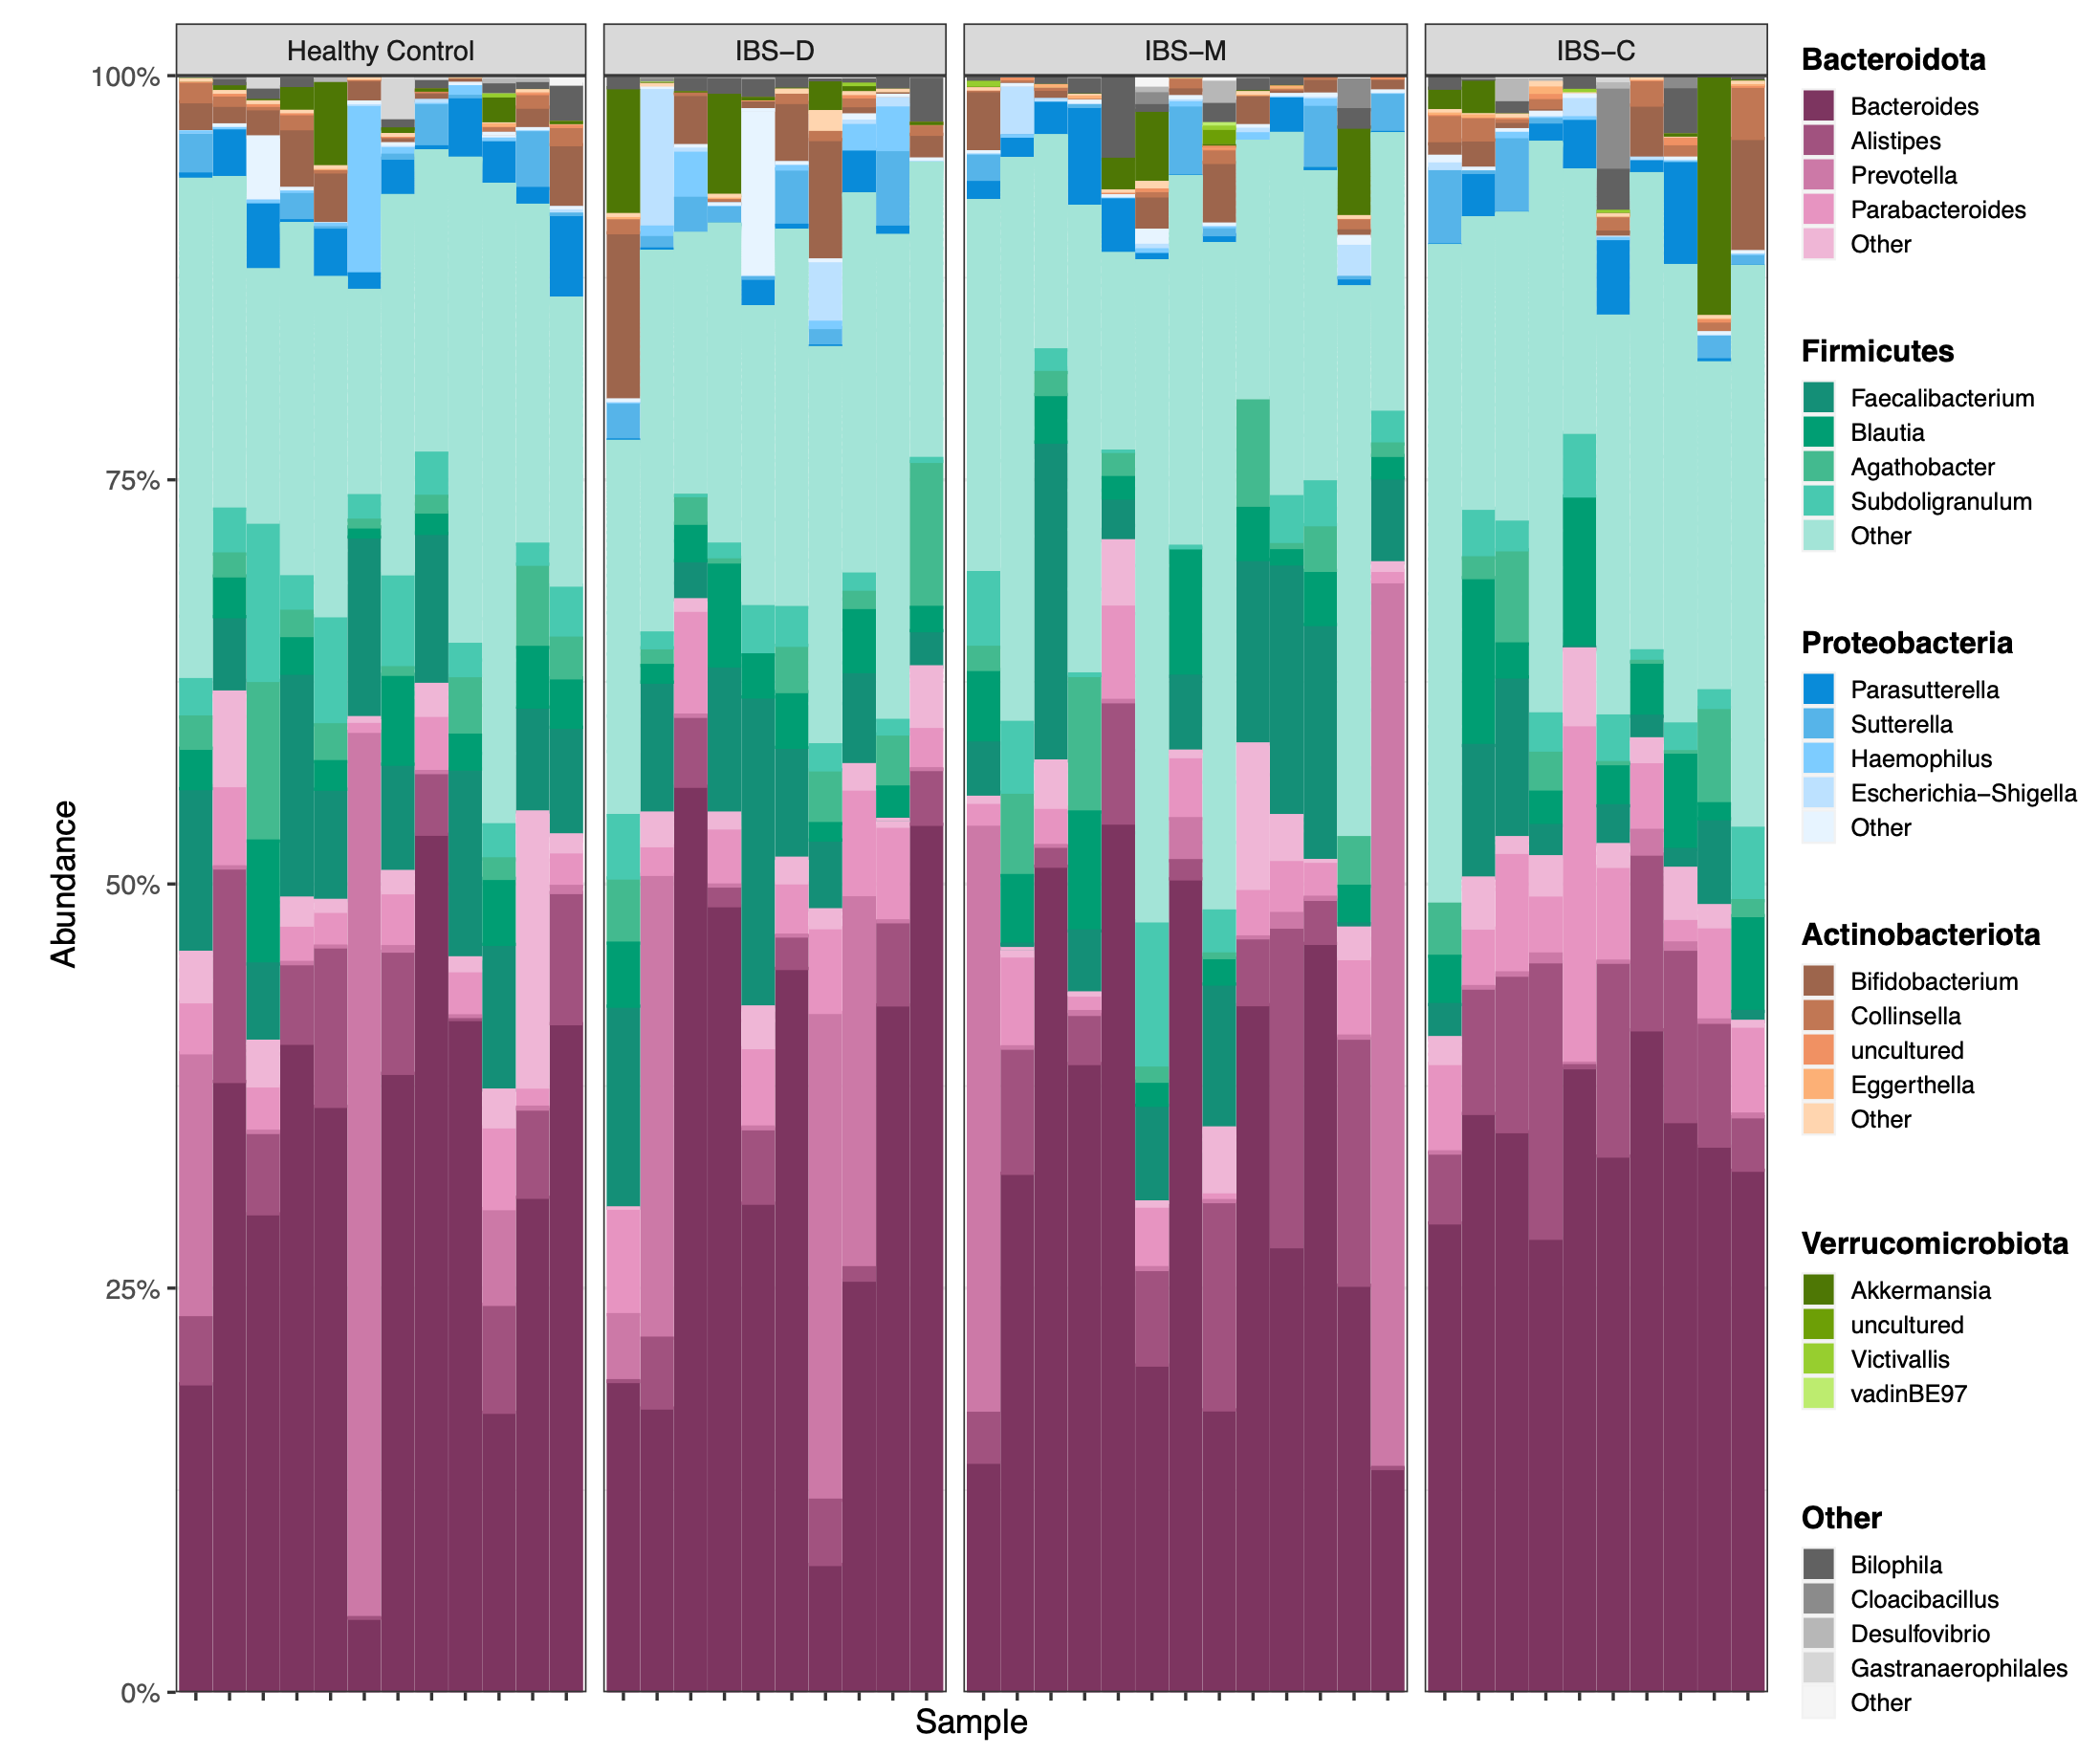 Healthy Control
IBS–D
IBS–M
IBS–C
100%
75%
50%
25%
0%
Abundance
Sample
Bacteroidota
Bacteroides
Alistipes
Prevotella
Parabacteroides
Other
Firmicutes
Faecalibacterium
Blautia
Agathobacter
Subdoligranulum
Other
Proteobacteria
Parasutterella
Sutterella
Haemophilus
Escherichia–Shigella
Other
Actinobacteriota
Bifidobacterium
Collinsella
uncultured
Eggerthella
Other
Verrucomicrobiota
Akkermansia
uncultured
Victivallis
vadinBE97
Other
Bilophila
Cloacibacillus
Desulfovibrio
Gastranaerophilales
Other